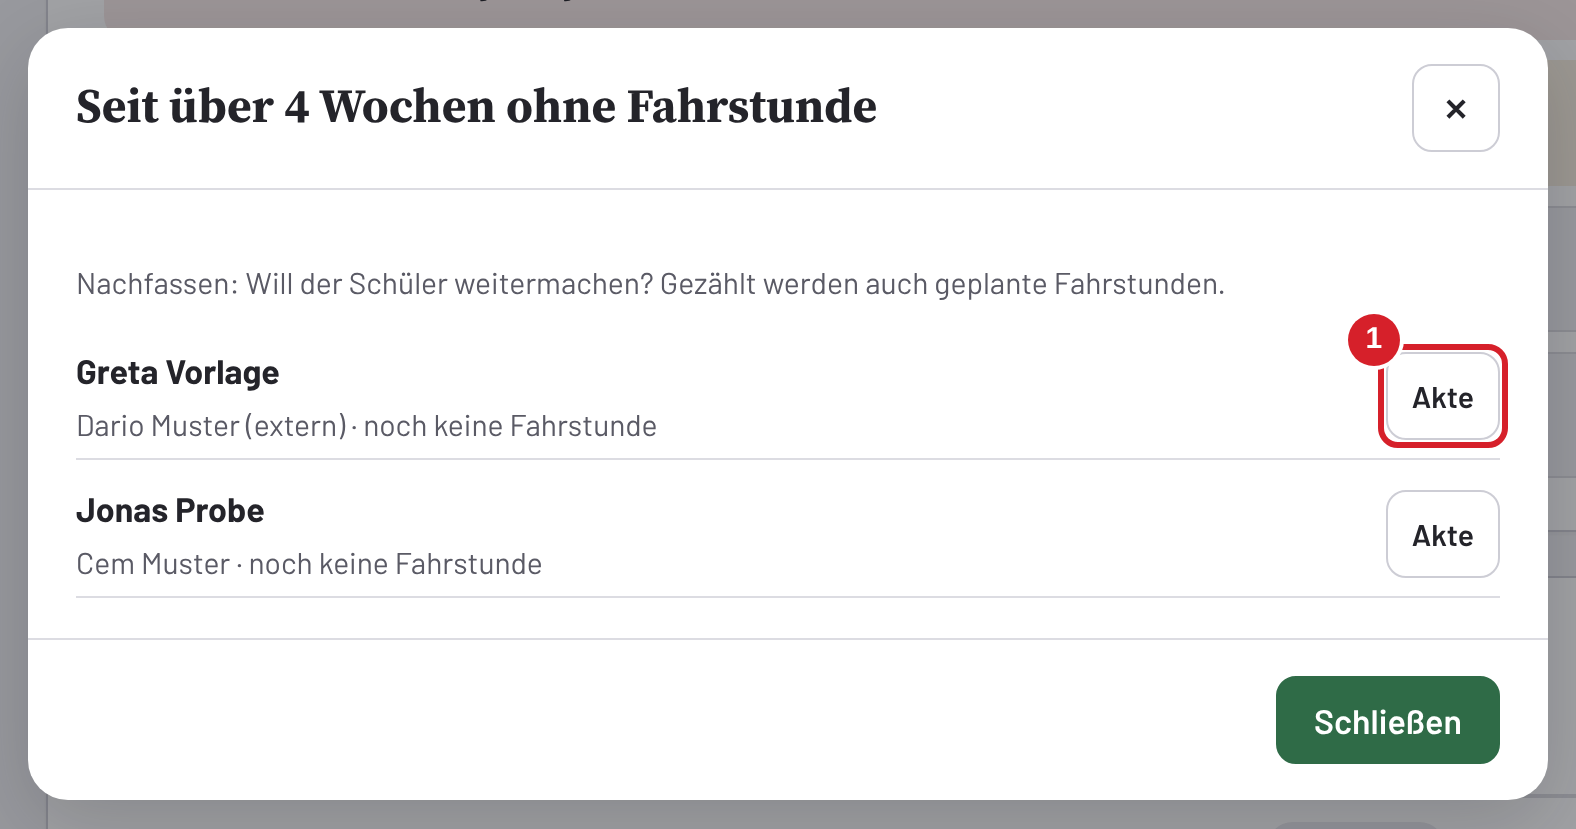 Seit über 4 Wochen ohne Fahrstunde
×
Nachfassen: Will der Schüler weitermachen? Gezählt werden auch geplante Fahrstunden.
1
Greta Vorlage
Akte
Dario Muster (extern) · noch keine Fahrstunde
Jonas Probe
Akte
Cem Muster · noch keine Fahrstunde
Schließen